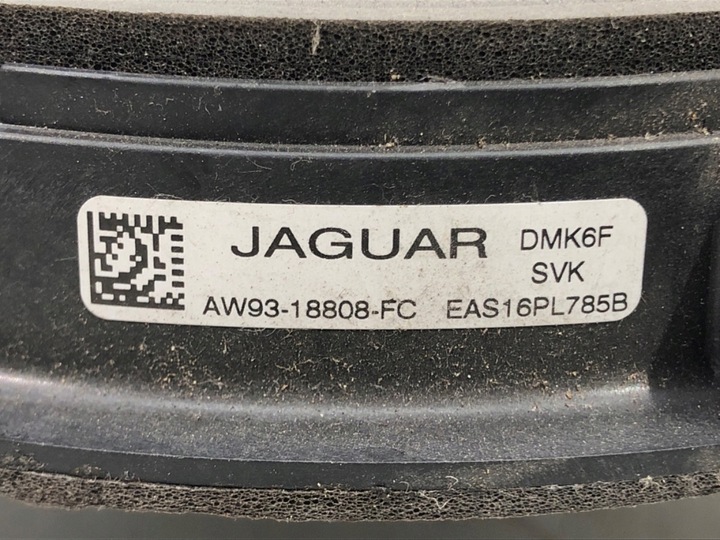 JAGUAR DMK6F
SVK
AW93-18808-FC EAS16PL785B